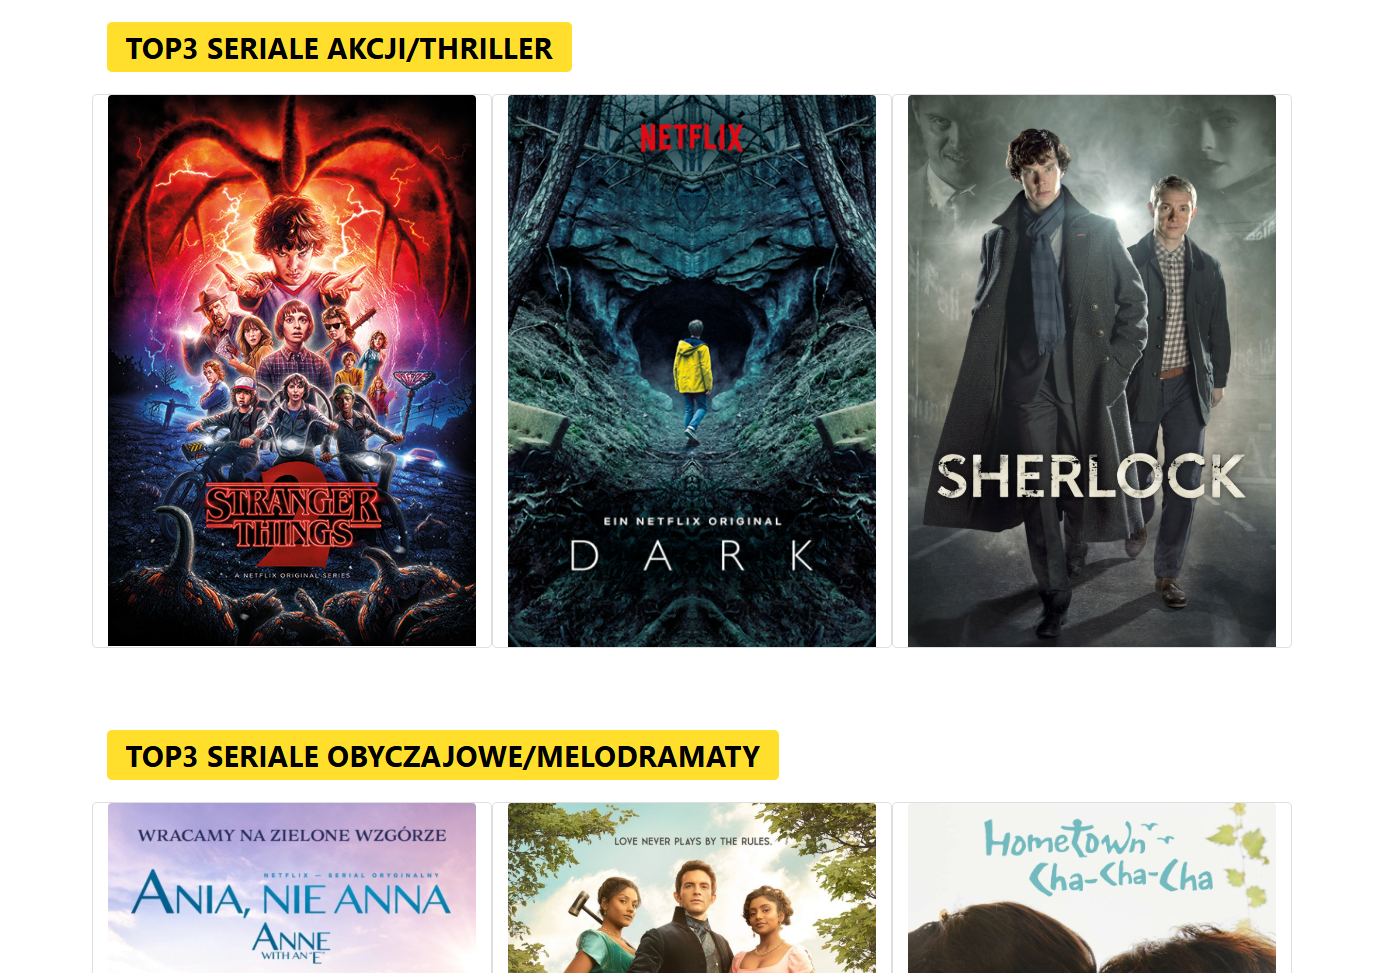 TOP3 SERIALE AKCJI/THRILLER
STRANGER
THINGS
2
A NETFLIX ORIGINAL SERIES
NETFLIX
EIN NETFLIX ORIGINAL
DARK
SHERLOCK
TOP3 SERIALE OBYCZAJOWE/MELODRAMATY
WRACAMY NA ZIELONE WZGÓRZE
NETFLIX – SERIAL ORYGINALNY
ANIA, NIE ANNA
ANNE
WITH AN "E"
LOVE NEVER PLAYS BY THE RULES.
Hometown
Cha-Cha-Cha